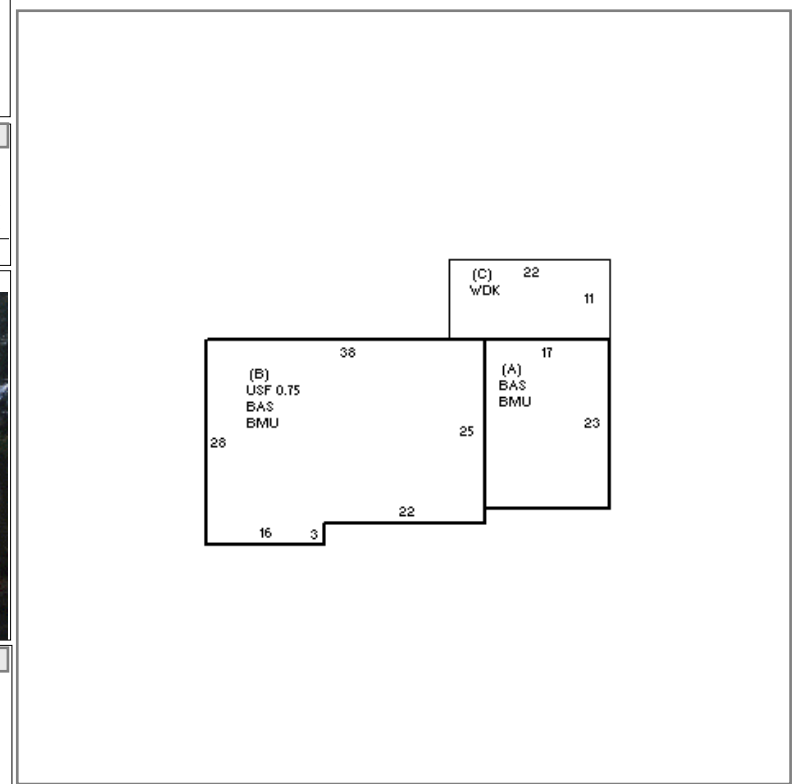 (C)
WDK
22
11
38
17
(B)
USF 0.75
BAS
BMU
(A)
BAS
BMU
28
25
23
22
16
3